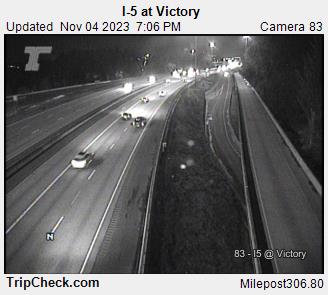 I-5 at Victory
Updated Nov 04 2023 7:06 PM Camera 83
T
N
83 - I5 @ Victory
TripCheck.com Milepost306.80